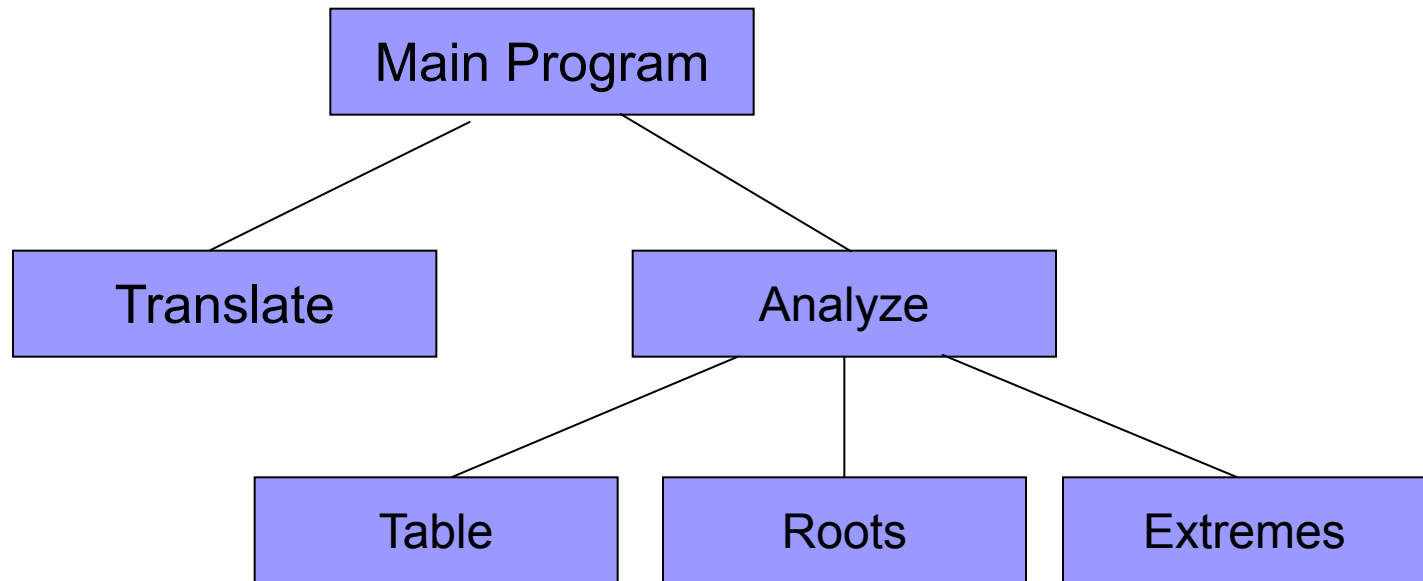 Main Program
Translate
Analyze
Table
Roots
Extremes